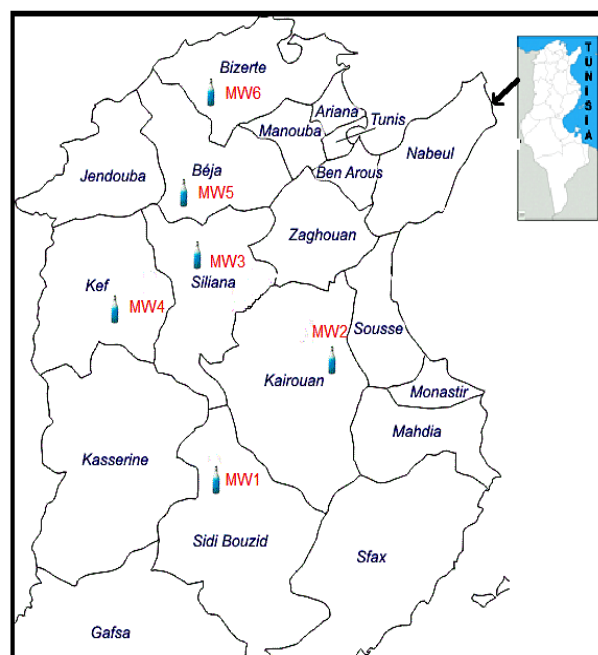 Bizerte
MW6
Ariana
Tunis
Manouba
Nabeul
Béja
Jendouba
Ben Arous
MW5
Zaghouan
MW3
Siliana
Kef
MW4
MW2
Sousse
Kairouan
Monastir
Mahdia
Kasserine
MW1
Sidi Bouzid
Sfax
Gafsa
TUNISIA